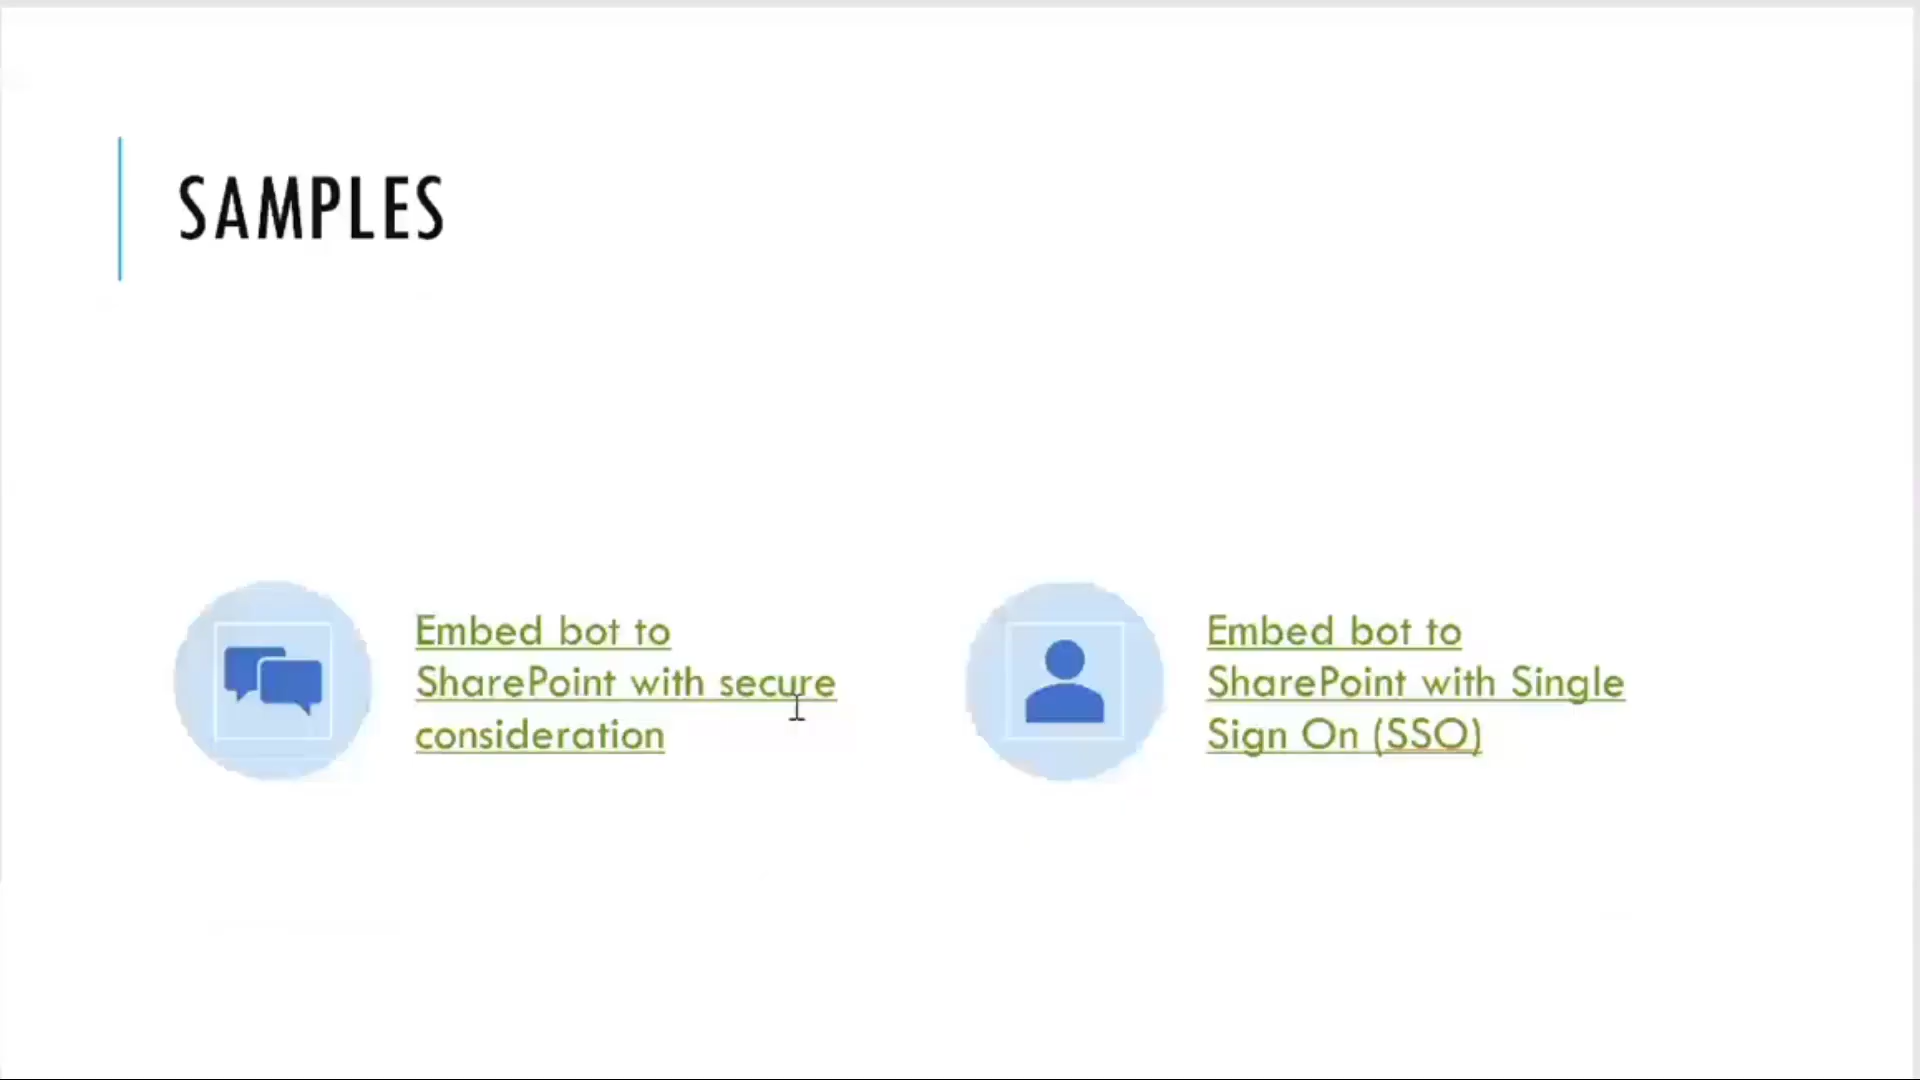 SAMPLES
Embed bot to
SharePoint with secure
consideration
Embed bot to
SharePoint with Single
Sign On (SSO)